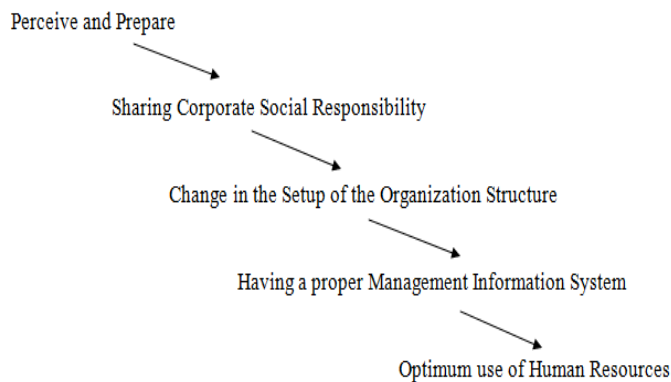 Perceive and Prepare
Sharing Corporate Social Responsibility
Change in the Setup of the Organization Structure
Having a proper Management Information System
Optimum use of Human Resources